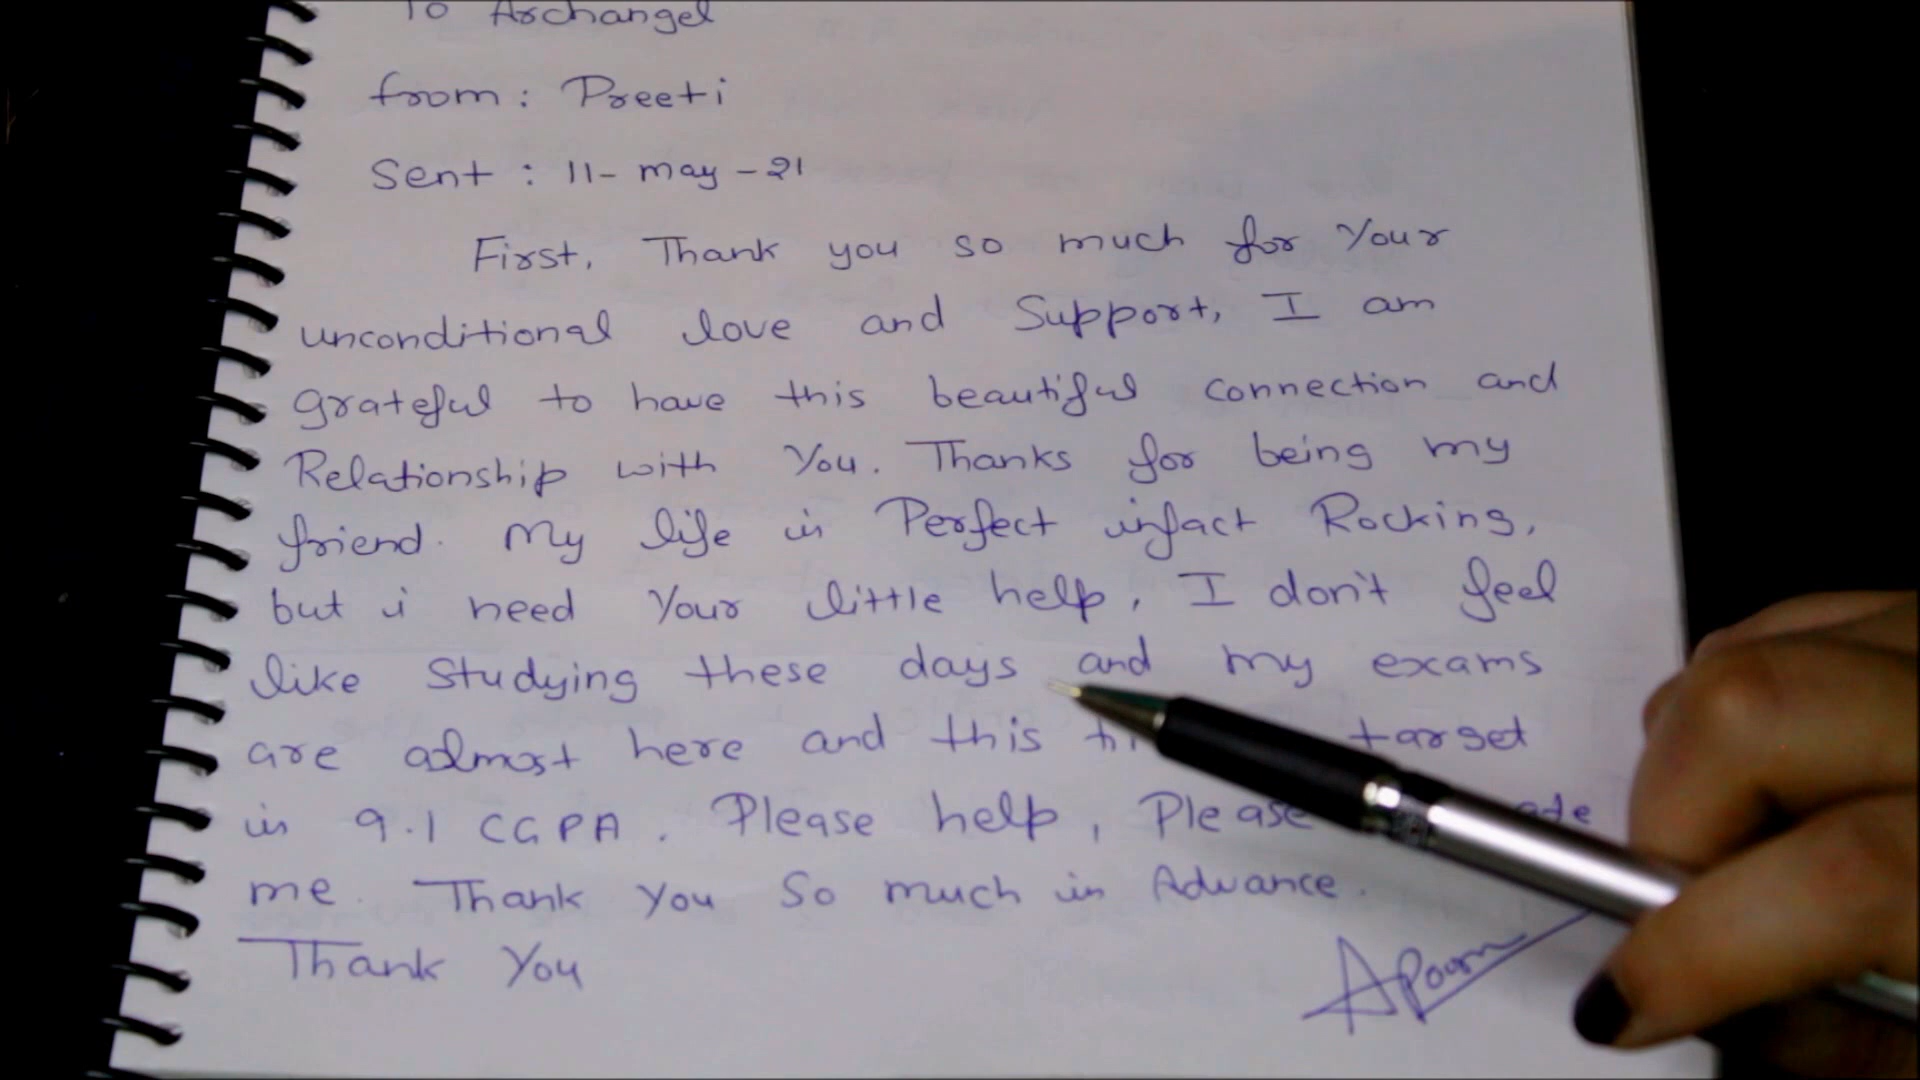 To Archangel
from: Preeti
Sent: 11-may-21
First, Thank you so much for Your
unconditional love and Support, I am
grateful to have this beautiful connection and
Relationship with You. Thanks for being my
friend. My life is Perfect infact Rocking,
but i need Your little help, I don't feel
like Studying these days and my exams
are almost here and this target
is 9.1 CGPA. Please help, Please
me. Thank You So much in Advance.
Thank You